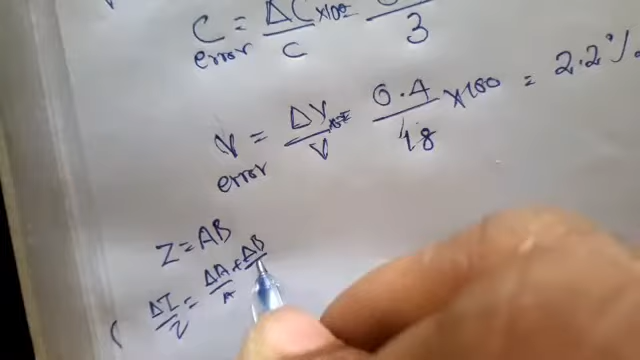 C error = ΔC/C ×100 = /3
V error = ΔV/V ×100 = 0.4/18 ×100 = 2.2%
Z = AB
( ΔZ/Z = ΔA/A + ΔB